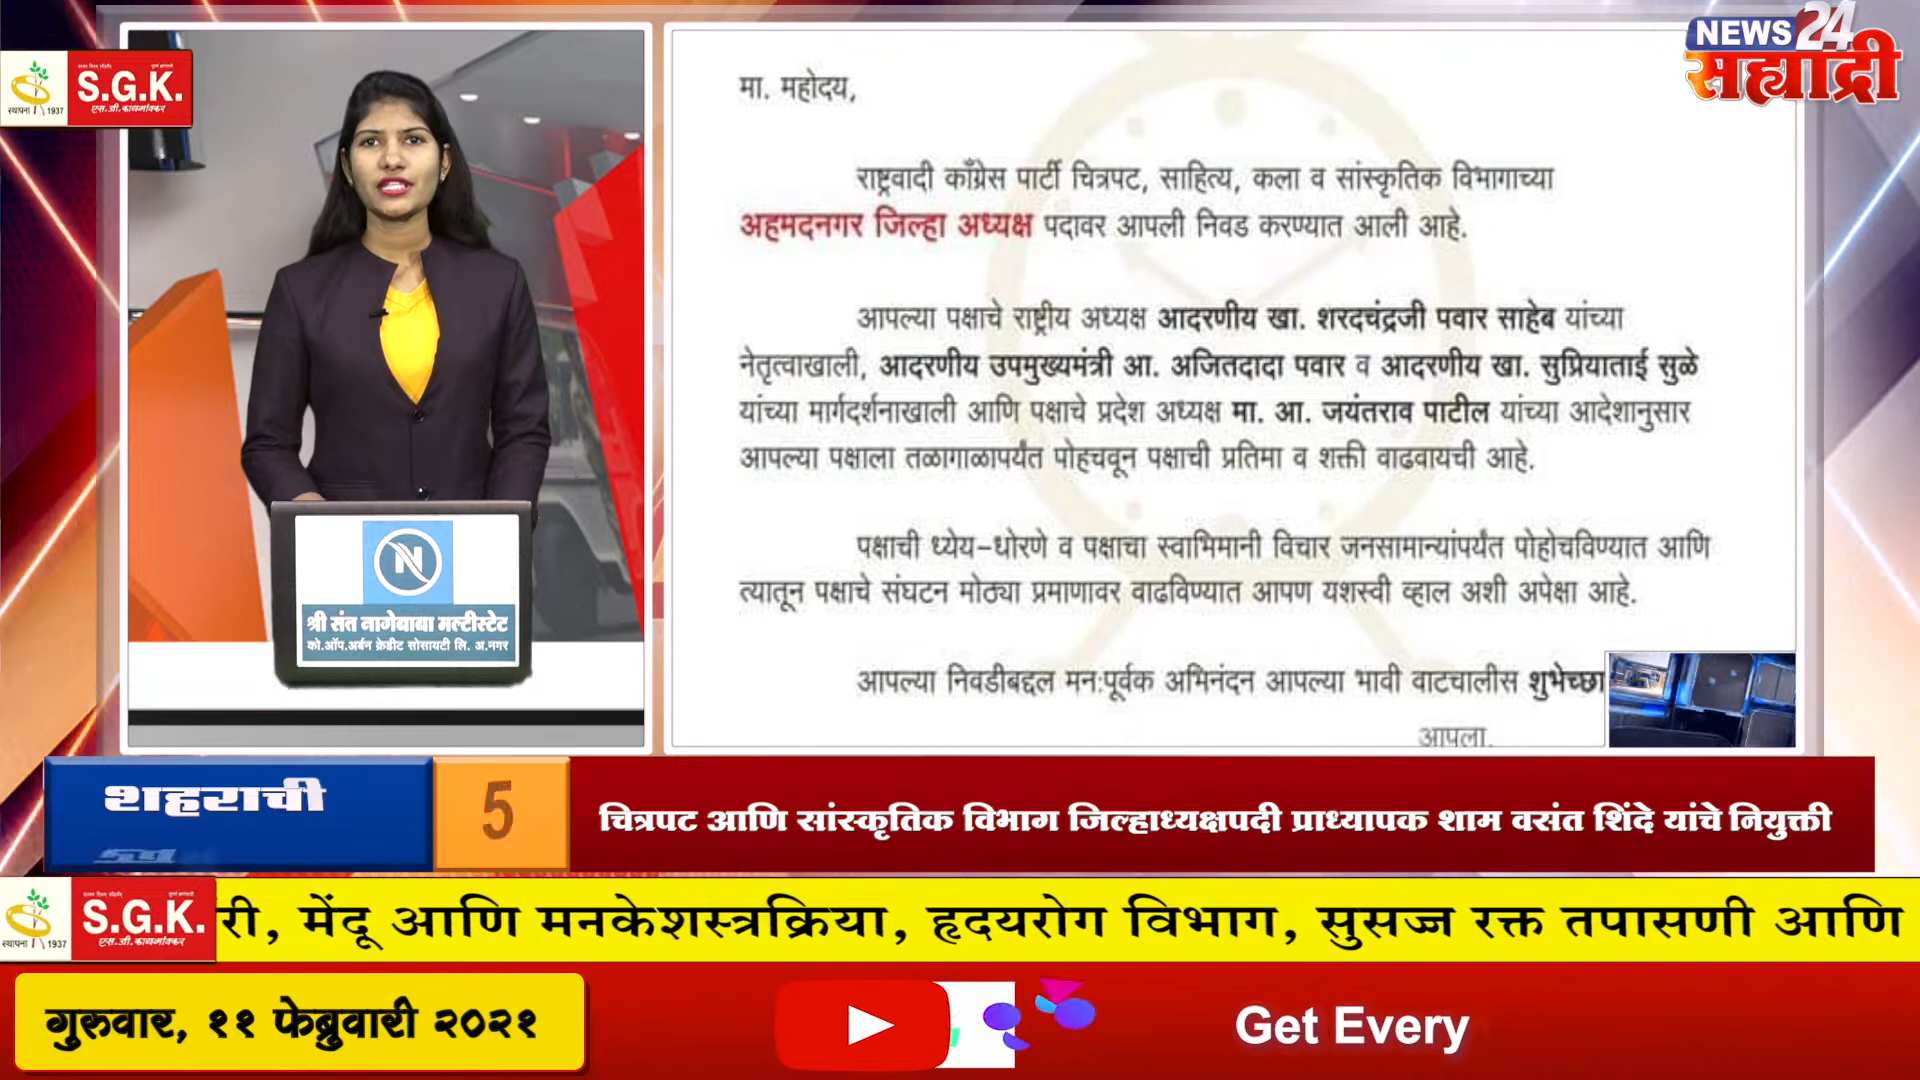 NEWS 24
सह्याद्री
S.G.K.
एस.जी.कायगांवकर
स्थापना 1937
मा. महोदय,
राष्ट्रवादी काँग्रेस पार्टी चित्रपट, साहित्य, कला व सांस्कृतिक विभागाच्या
अहमदनगर जिल्हा अध्यक्ष पदावर आपली निवड करण्यात आली आहे.
आपल्या पक्षाचे राष्ट्रीय अध्यक्ष आदरणीय खा. शरदचंद्रजी पवार साहेब यांच्या
नेतृत्वाखाली, आदरणीय उपमुख्यमंत्री आ. अजितदादा पवार व आदरणीय खा. सुप्रियाताई सुळे
यांच्या मार्गदर्शनाखाली आणि पक्षाचे प्रदेश अध्यक्ष मा. आ. जयंतराव पाटील यांच्या आदेशानुसार
आपल्या पक्षाला तळागाळापर्यंत पोहचवून पक्षाची प्रतिमा व शक्ती वाढवायची आहे.
पक्षाची ध्येय-धोरणे व पक्षाचा स्वाभिमानी विचार जनसामान्यांपर्यंत पोहोचविण्यात आणि
त्यातून पक्षाचे संघटन मोठ्या प्रमाणावर वाढविण्यात आपण यशस्वी व्हाल अशी अपेक्षा आहे.
आपल्या निवडीबद्दल मन:पूर्वक अभिनंदन आपल्या भावी वाटचालीस शुभेच्छा
आपला,
N
श्री संत नागेबाबा मल्टीस्टेट
को.ऑप.अर्बन क्रेडीट सोसायटी लि. अ.नगर
शहराची
5
चित्रपट आणि सांस्कृतिक विभाग जिल्हाध्यक्षपदी प्राध्यापक शाम वसंत शिंदे यांचे नियुक्ती
S.G.K.
एस.जी.कायगांवकर
स्थापना 1937
री, मेंदू आणि मनकेशस्त्रक्रिया, हृदयरोग विभाग, सुसज्ज रक्त तपासणी आणि
गुरुवार, ११ फेब्रुवारी २०२१
Get Every